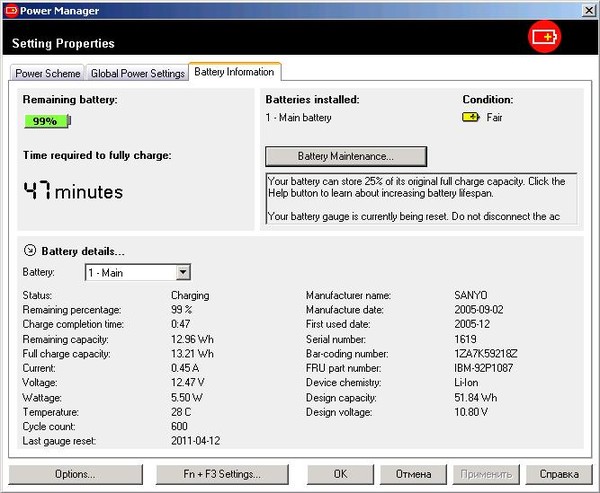 Power Manager
Setting Properties
Power Scheme
Global Power Settings
Battery Information
Remaining battery:
99%
Time required to fully charge:
47 minutes
Batteries installed:
Condition:
1 - Main battery
Fair
Battery Maintenance...
Your battery can store 25% of its original full charge capacity. Click the
Help button to learn about increasing battery lifespan.
Your battery gauge is currently being reset. Do not disconnect the ac
Battery details...
Battery:
1 - Main
Status: Charging
Remaining percentage: 99 %
Charge completion time: 0:47
Remaining capacity: 12.96 Wh
Full charge capacity: 13.21 Wh
Current: 0.45 A
Voltage: 12.47 V
Wattage: 5.50 W
Temperature: 28 C
Cycle count: 600
Last gauge reset: 2011-04-12
Manufacturer name: SANYO
Manufacture date: 2005-09-02
First used date: 2005-12
Serial number: 1619
Bar-coding number: 1ZA7K59218Z
FRU part number: IBM-92P1087
Device chemistry: Li-Ion
Design capacity: 51.84 Wh
Design voltage: 10.80 V
Options...
Fn + F3 Settings...
OK
Отмена
Применить
Справка